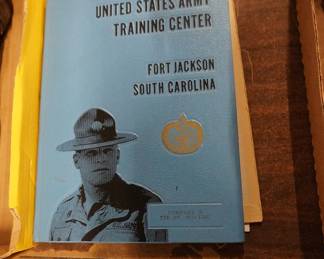 UNITED STATES ARMY
TRAINING CENTER
FORT JACKSON
SOUTH CAROLINA